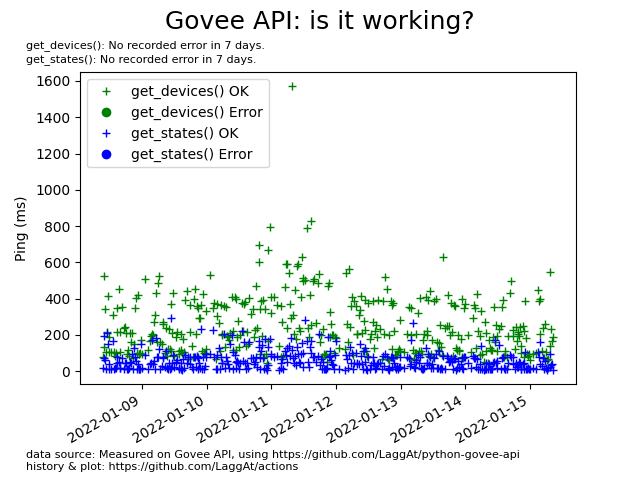 Govee API: is it working?
get_devices(): No recorded error in 7 days.
get_states(): No recorded error in 7 days.
get_devices() OK
get_devices() Error
get_states() OK
get_states() Error
Ping (ms)
1600
1400
1200
1000
800
600
400
200
0
2022-01-09
2022-01-10
2022-01-11
2022-01-12
2022-01-13
2022-01-14
2022-01-15
data source: Measured on Govee API, using https://github.com/LaggAt/python-govee-api
history & plot: https://github.com/LaggAt/actions